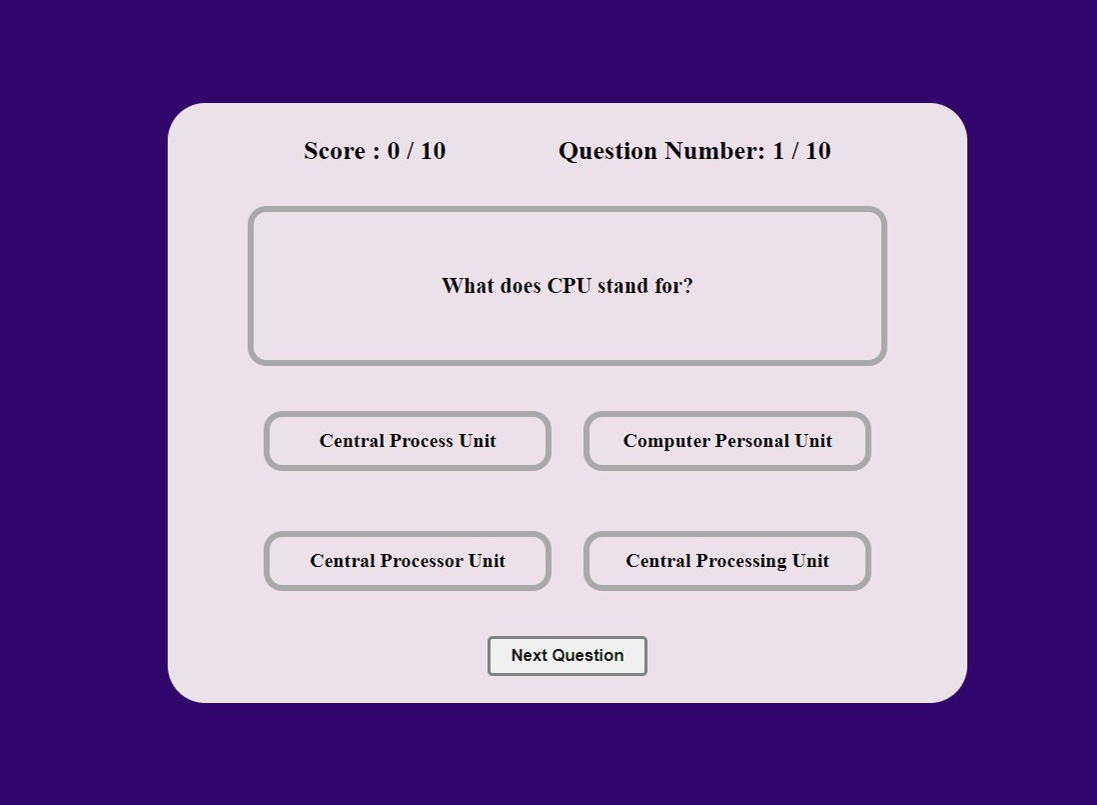 Score : 0 / 10
Question Number: 1 / 10
What does CPU stand for?
Central Process Unit
Computer Personal Unit
Central Processor Unit
Central Processing Unit
Next Question